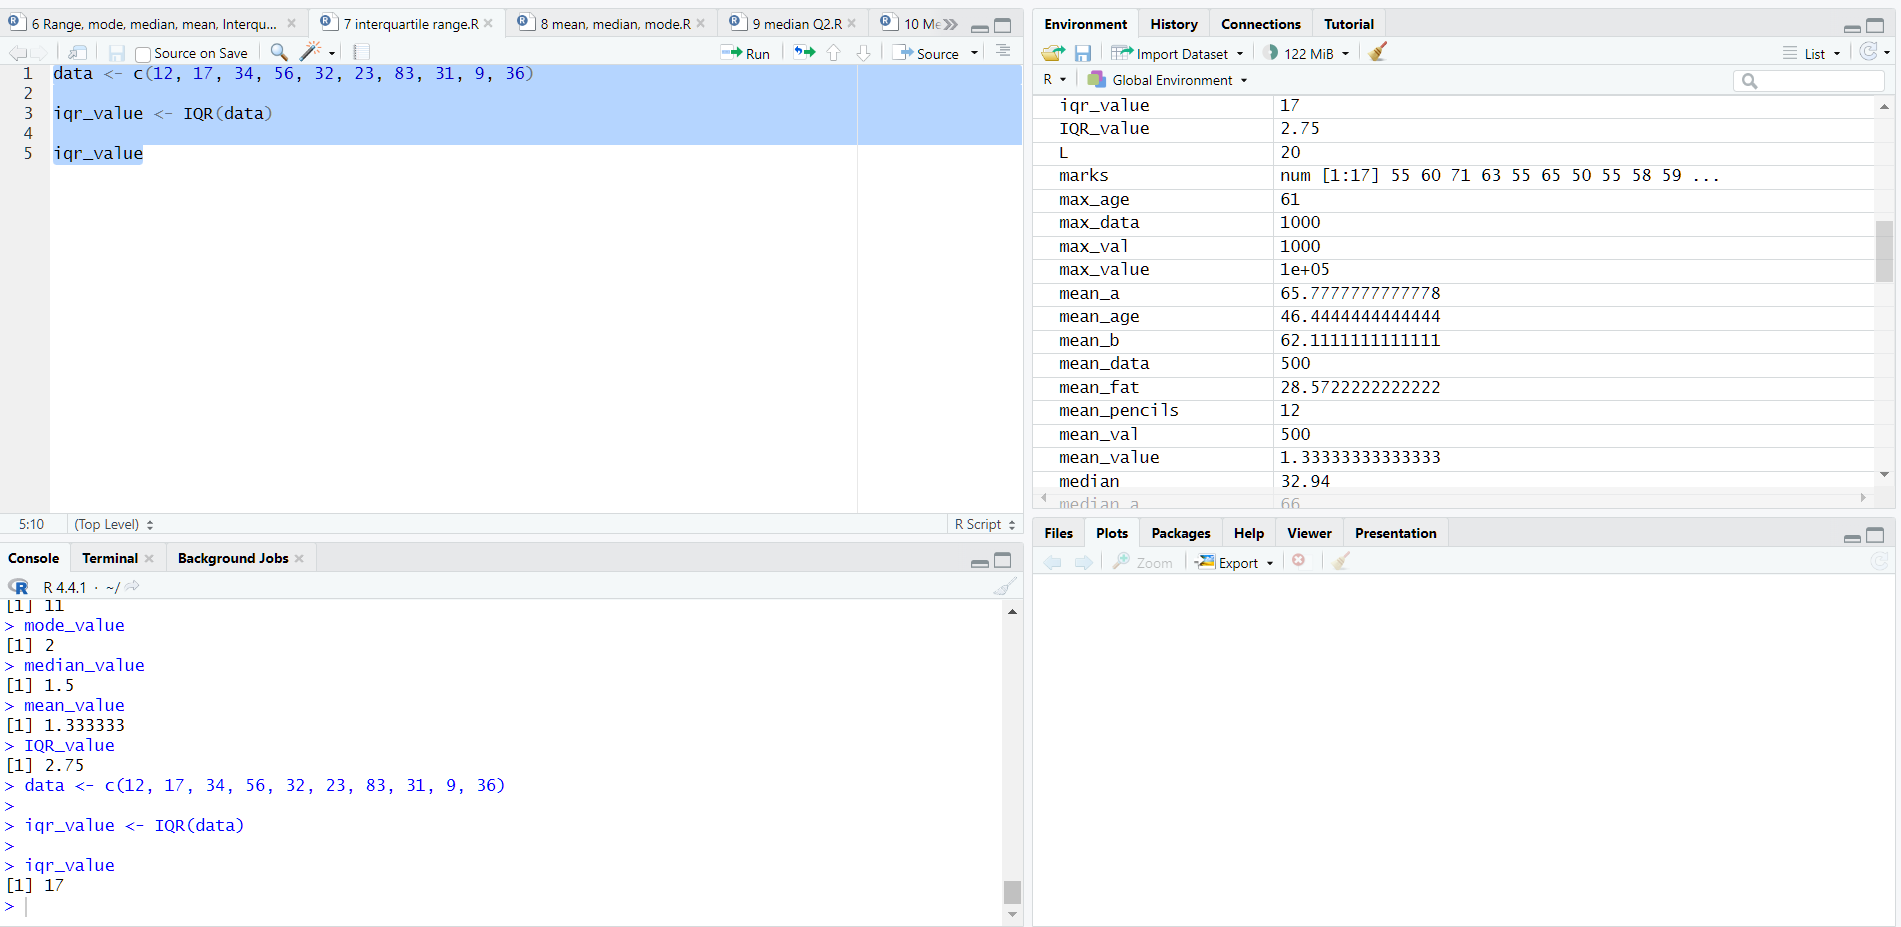 6 Range, mode, median, mean, Interqu...
7 interquartile range.R
8 mean, median, mode.R
9 median Q2.R
10 Me
Source on Save
Run
Source
1 data <- c(12, 17, 34, 56, 32, 23, 83, 31, 9, 36)
2
3 iqr_value <- IQR(data)
4
5 iqr_value
5:10 (Top Level) R Script
Console Terminal Background Jobs
R 4.4.1 · ~/
[1] 11
> mode_value
[1] 2
> median_value
[1] 1.5
> mean_value
[1] 1.333333
> IQR_value
[1] 2.75
> data <- c(12, 17, 34, 56, 32, 23, 83, 31, 9, 36)
>
> iqr_value <- IQR(data)
>
> iqr_value
[1] 17
>
Environment History Connections Tutorial
Import Dataset 122 MiB List
R Global Environment
iqr_value 17
IQR_value 2.75
L 20
marks num [1:17] 55 60 71 63 55 65 50 55 58 59 ...
max_age 61
max_data 1000
max_val 1000
max_value 1e+05
mean_a 65.7777777777778
mean_age 46.4444444444444
mean_b 62.1111111111111
mean_data 500
mean_fat 28.5722222222222
mean_pencils 12
mean_val 500
mean_value 1.33333333333333
median 32.94
median_a 66
Files Plots Packages Help Viewer Presentation
Zoom Export